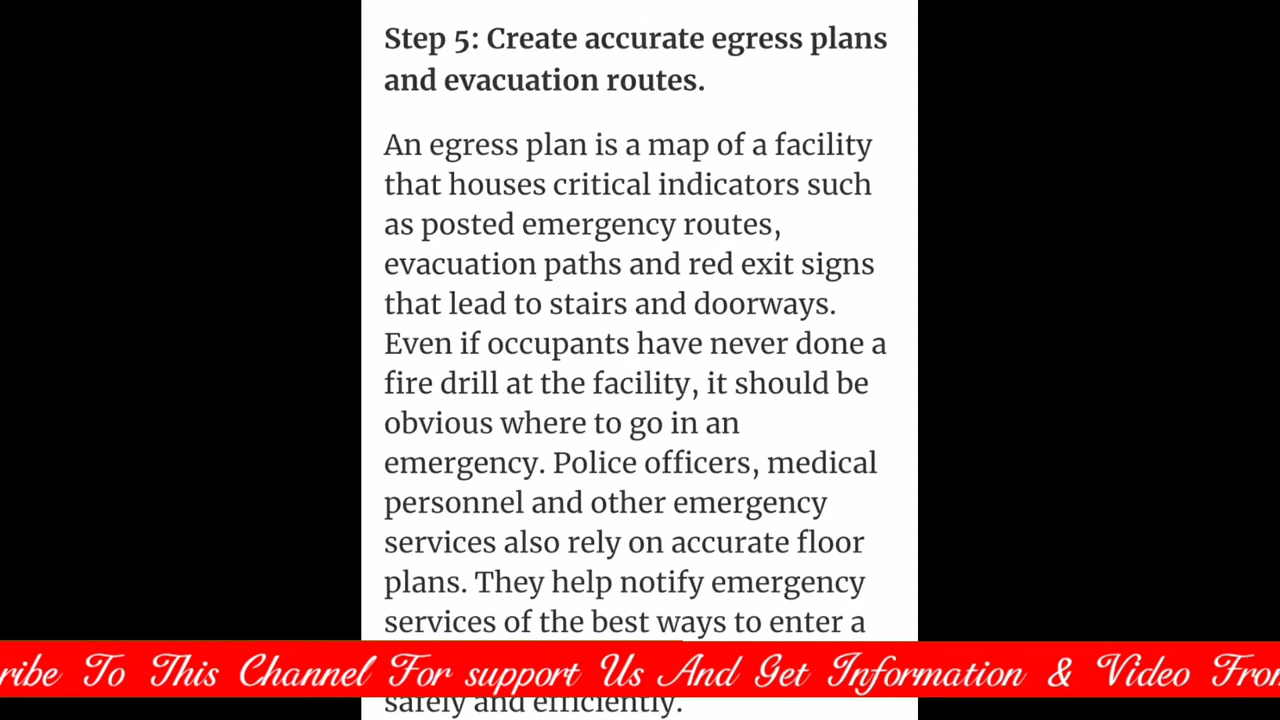 Step 5: Create accurate egress plans
and evacuation routes.
An egress plan is a map of a facility
that houses critical indicators such
as posted emergency routes,
evacuation paths and red exit signs
that lead to stairs and doorways.
Even if occupants have never done a
fire drill at the facility, it should be
obvious where to go in an
emergency. Police officers, medical
personnel and other emergency
services also rely on accurate floor
plans. They help notify emergency
services of the best ways to enter a
ribe To This Channel For support Us And Get Information & Video From
safely and efficiently.